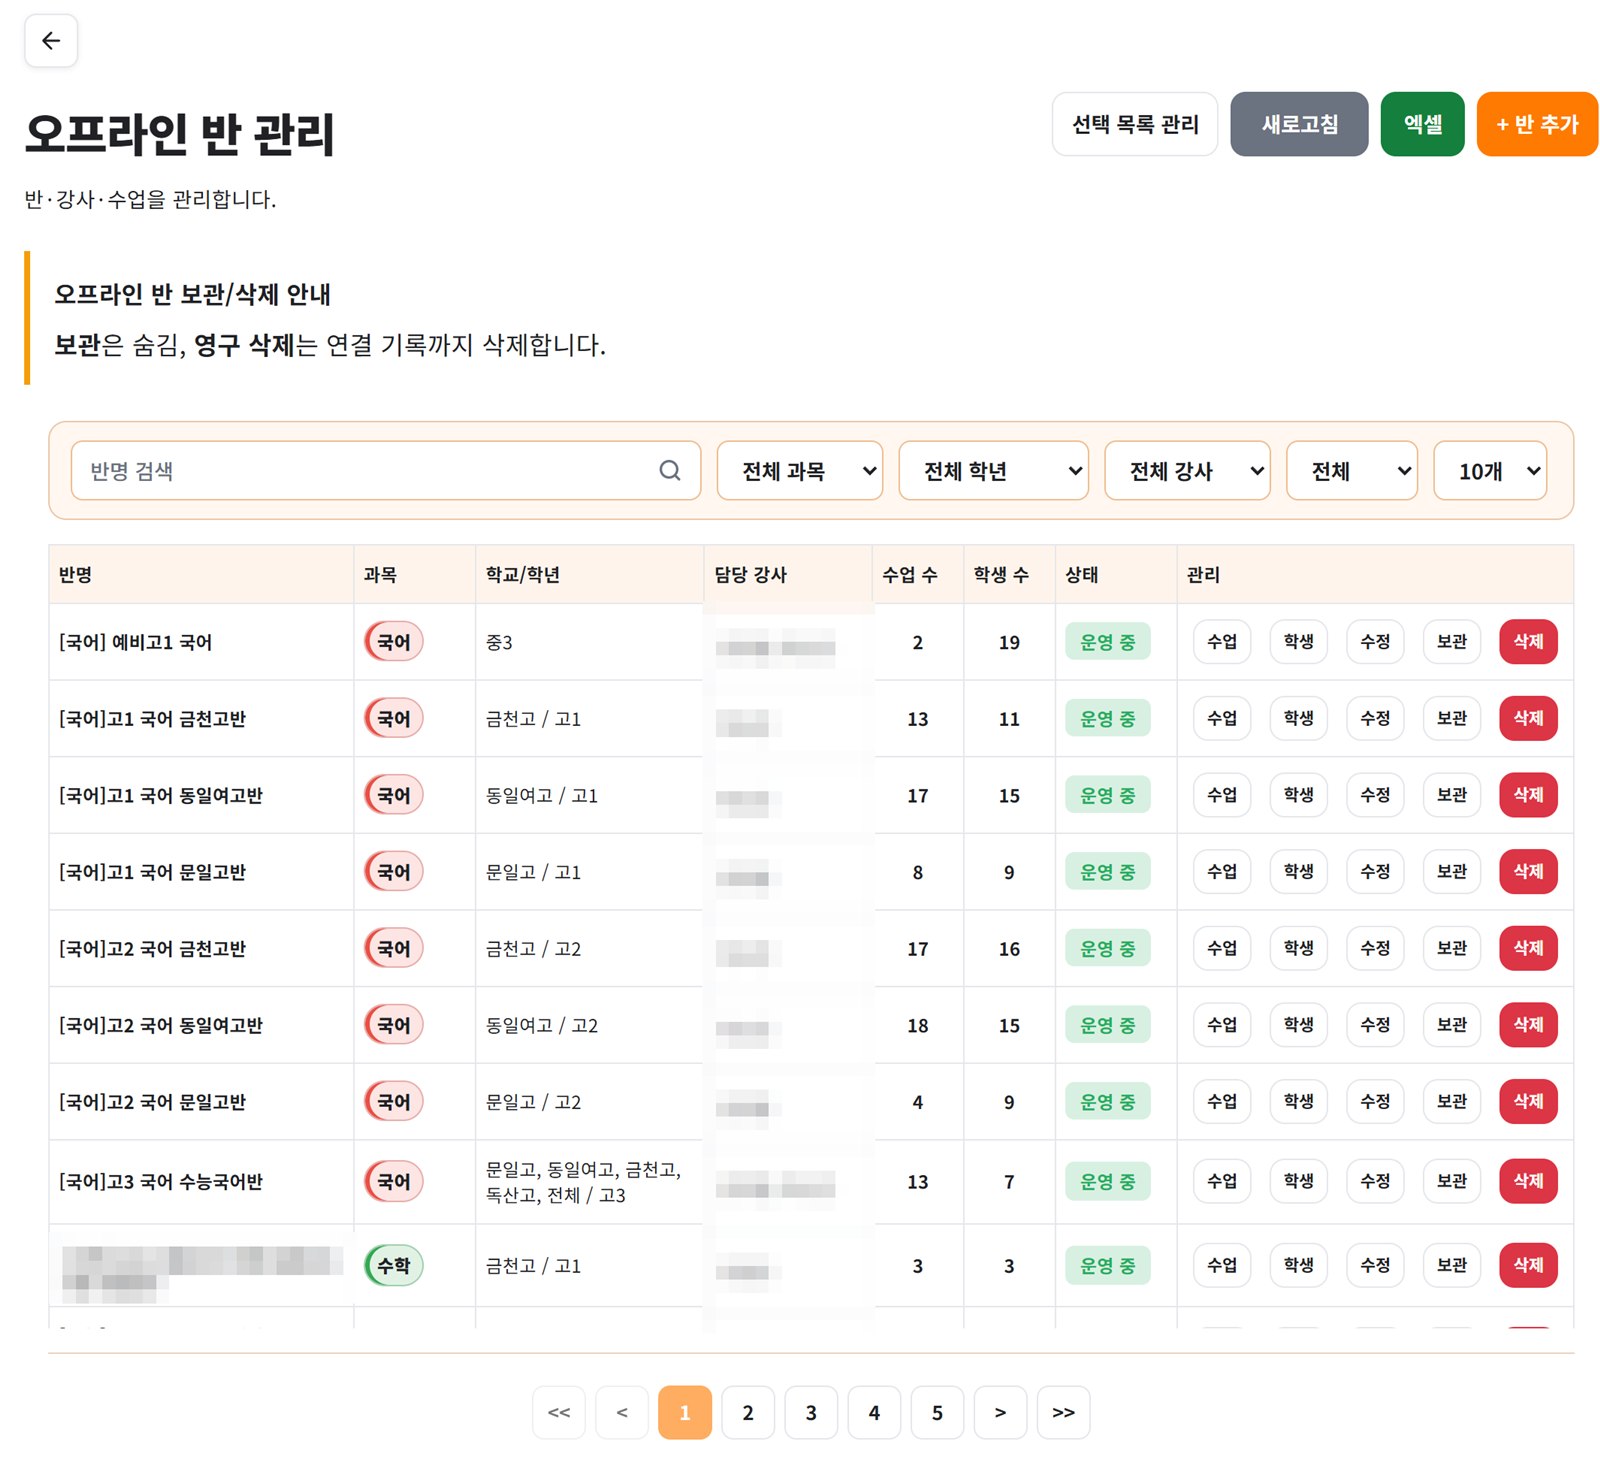 오프라인 반 관리
선택 목록 관리 새로고침 엑셀 + 반 추가
반·강사·수업을 관리합니다.
오프라인 반 보관/삭제 안내
보관은 숨김, 영구 삭제는 연결 기록까지 삭제합니다.
반명 검색 전체 과목 전체 학년 전체 강사 전체 10개
반명 과목 학교/학년 담당 강사 수업 수 학생 수 상태 관리
[국어] 예비고1 국어 국어 중3 2 19 운영 중 수업 학생 수정 보관 삭제
[국어]고1 국어 금천고반 국어 금천고 / 고1 13 11 운영 중 수업 학생 수정 보관 삭제
[국어]고1 국어 동일여고반 국어 동일여고 / 고1 17 15 운영 중 수업 학생 수정 보관 삭제
[국어]고1 국어 문일고반 국어 문일고 / 고1 8 9 운영 중 수업 학생 수정 보관 삭제
[국어]고2 국어 금천고반 국어 금천고 / 고2 17 16 운영 중 수업 학생 수정 보관 삭제
[국어]고2 국어 동일여고반 국어 동일여고 / 고2 18 15 운영 중 수업 학생 수정 보관 삭제
[국어]고2 국어 문일고반 국어 문일고 / 고2 4 9 운영 중 수업 학생 수정 보관 삭제
[국어]고3 국어 수능국어반 국어 문일고, 동일여고, 금천고,
독산고, 전체 / 고3 13 7 운영 중 수업 학생 수정 보관 삭제
수학 금천고 / 고1 3 3 운영 중 수업 학생 수정 보관 삭제
<< < 1 2 3 4 5 > >>